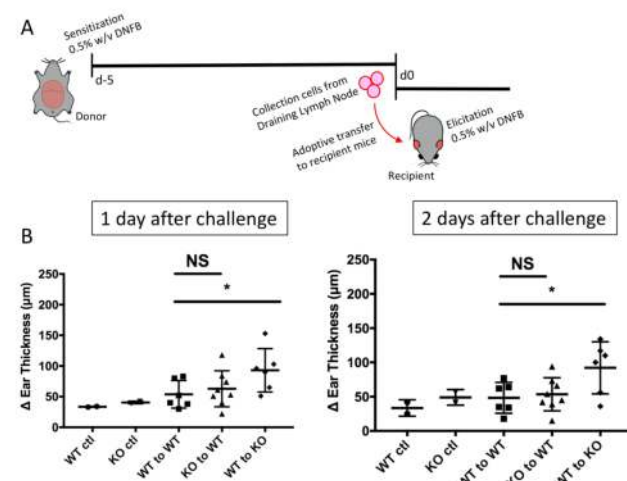 A
Sensitization
0.5% w/v DNFB
d-5
d0
Donor
Collection cells from
Draining Lymph Node
Adoptive transfer
to recipient mice
Elicitation
0.5% w/v DNFB
Recipient
B
1 day after challenge
2 days after challenge
Δ Ear Thickness (μm)
250
200
150
100
50
0
NS
*
WT ctl
KO ctl
WT to WT
KO to WT
WT to KO
Δ Ear Thickness (μm)
250
200
150
100
50
0
NS
*
WT ctl
KO ctl
WT to WT
KO to WT
WT to KO